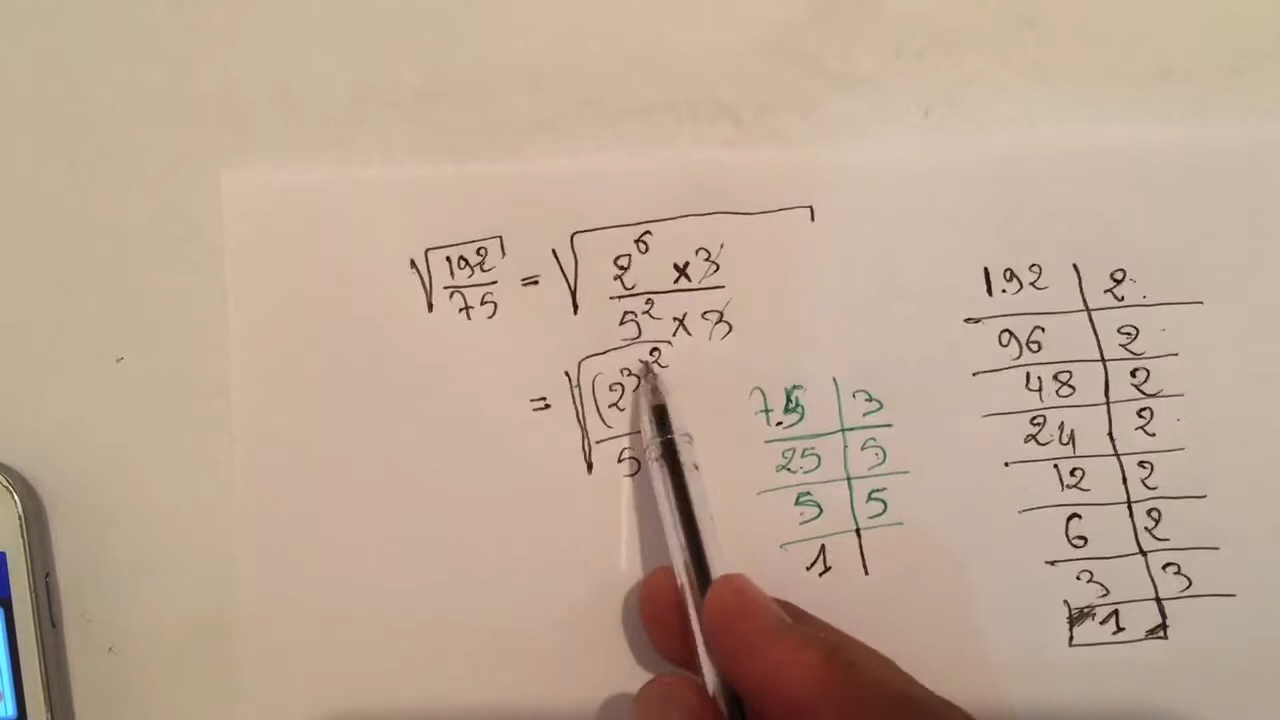 √(192/75) = √((2⁶ × 3)/(5² × 3))
= √((2³)²/5
75 | 3
25 | 5
5 | 5
1 |
192 | 2
96 | 2
48 | 2
24 | 2
12 | 2
6 | 2
3 | 3
1